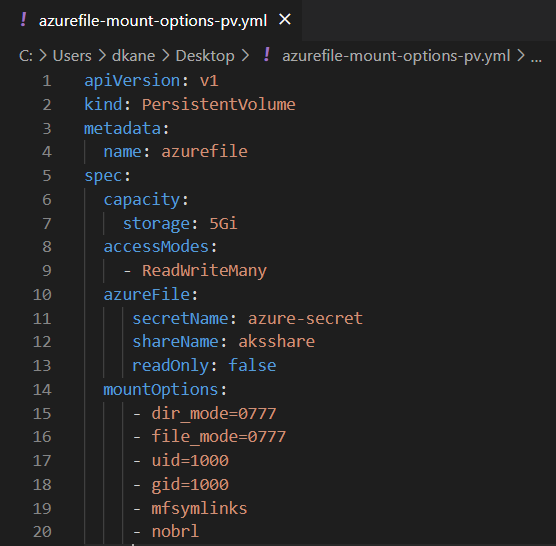 ! azurefile-mount-options-pv.yml ×
C: > Users > dkane > Desktop > ! azurefile-mount-options-pv.yml > ...
1 apiVersion: v1
2 kind: PersistentVolume
3 metadata:
4   name: azurefile
5 spec:
6   capacity:
7     storage: 5Gi
8   accessModes:
9     - ReadWriteMany
10   azureFile:
11      secretName: azure-secret
12      shareName: aksshare
13      readOnly: false
14   mountOptions:
15      - dir_mode=0777
16      - file_mode=0777
17      - uid=1000
18      - gid=1000
19      - mfsymlinks
20      - nobrl